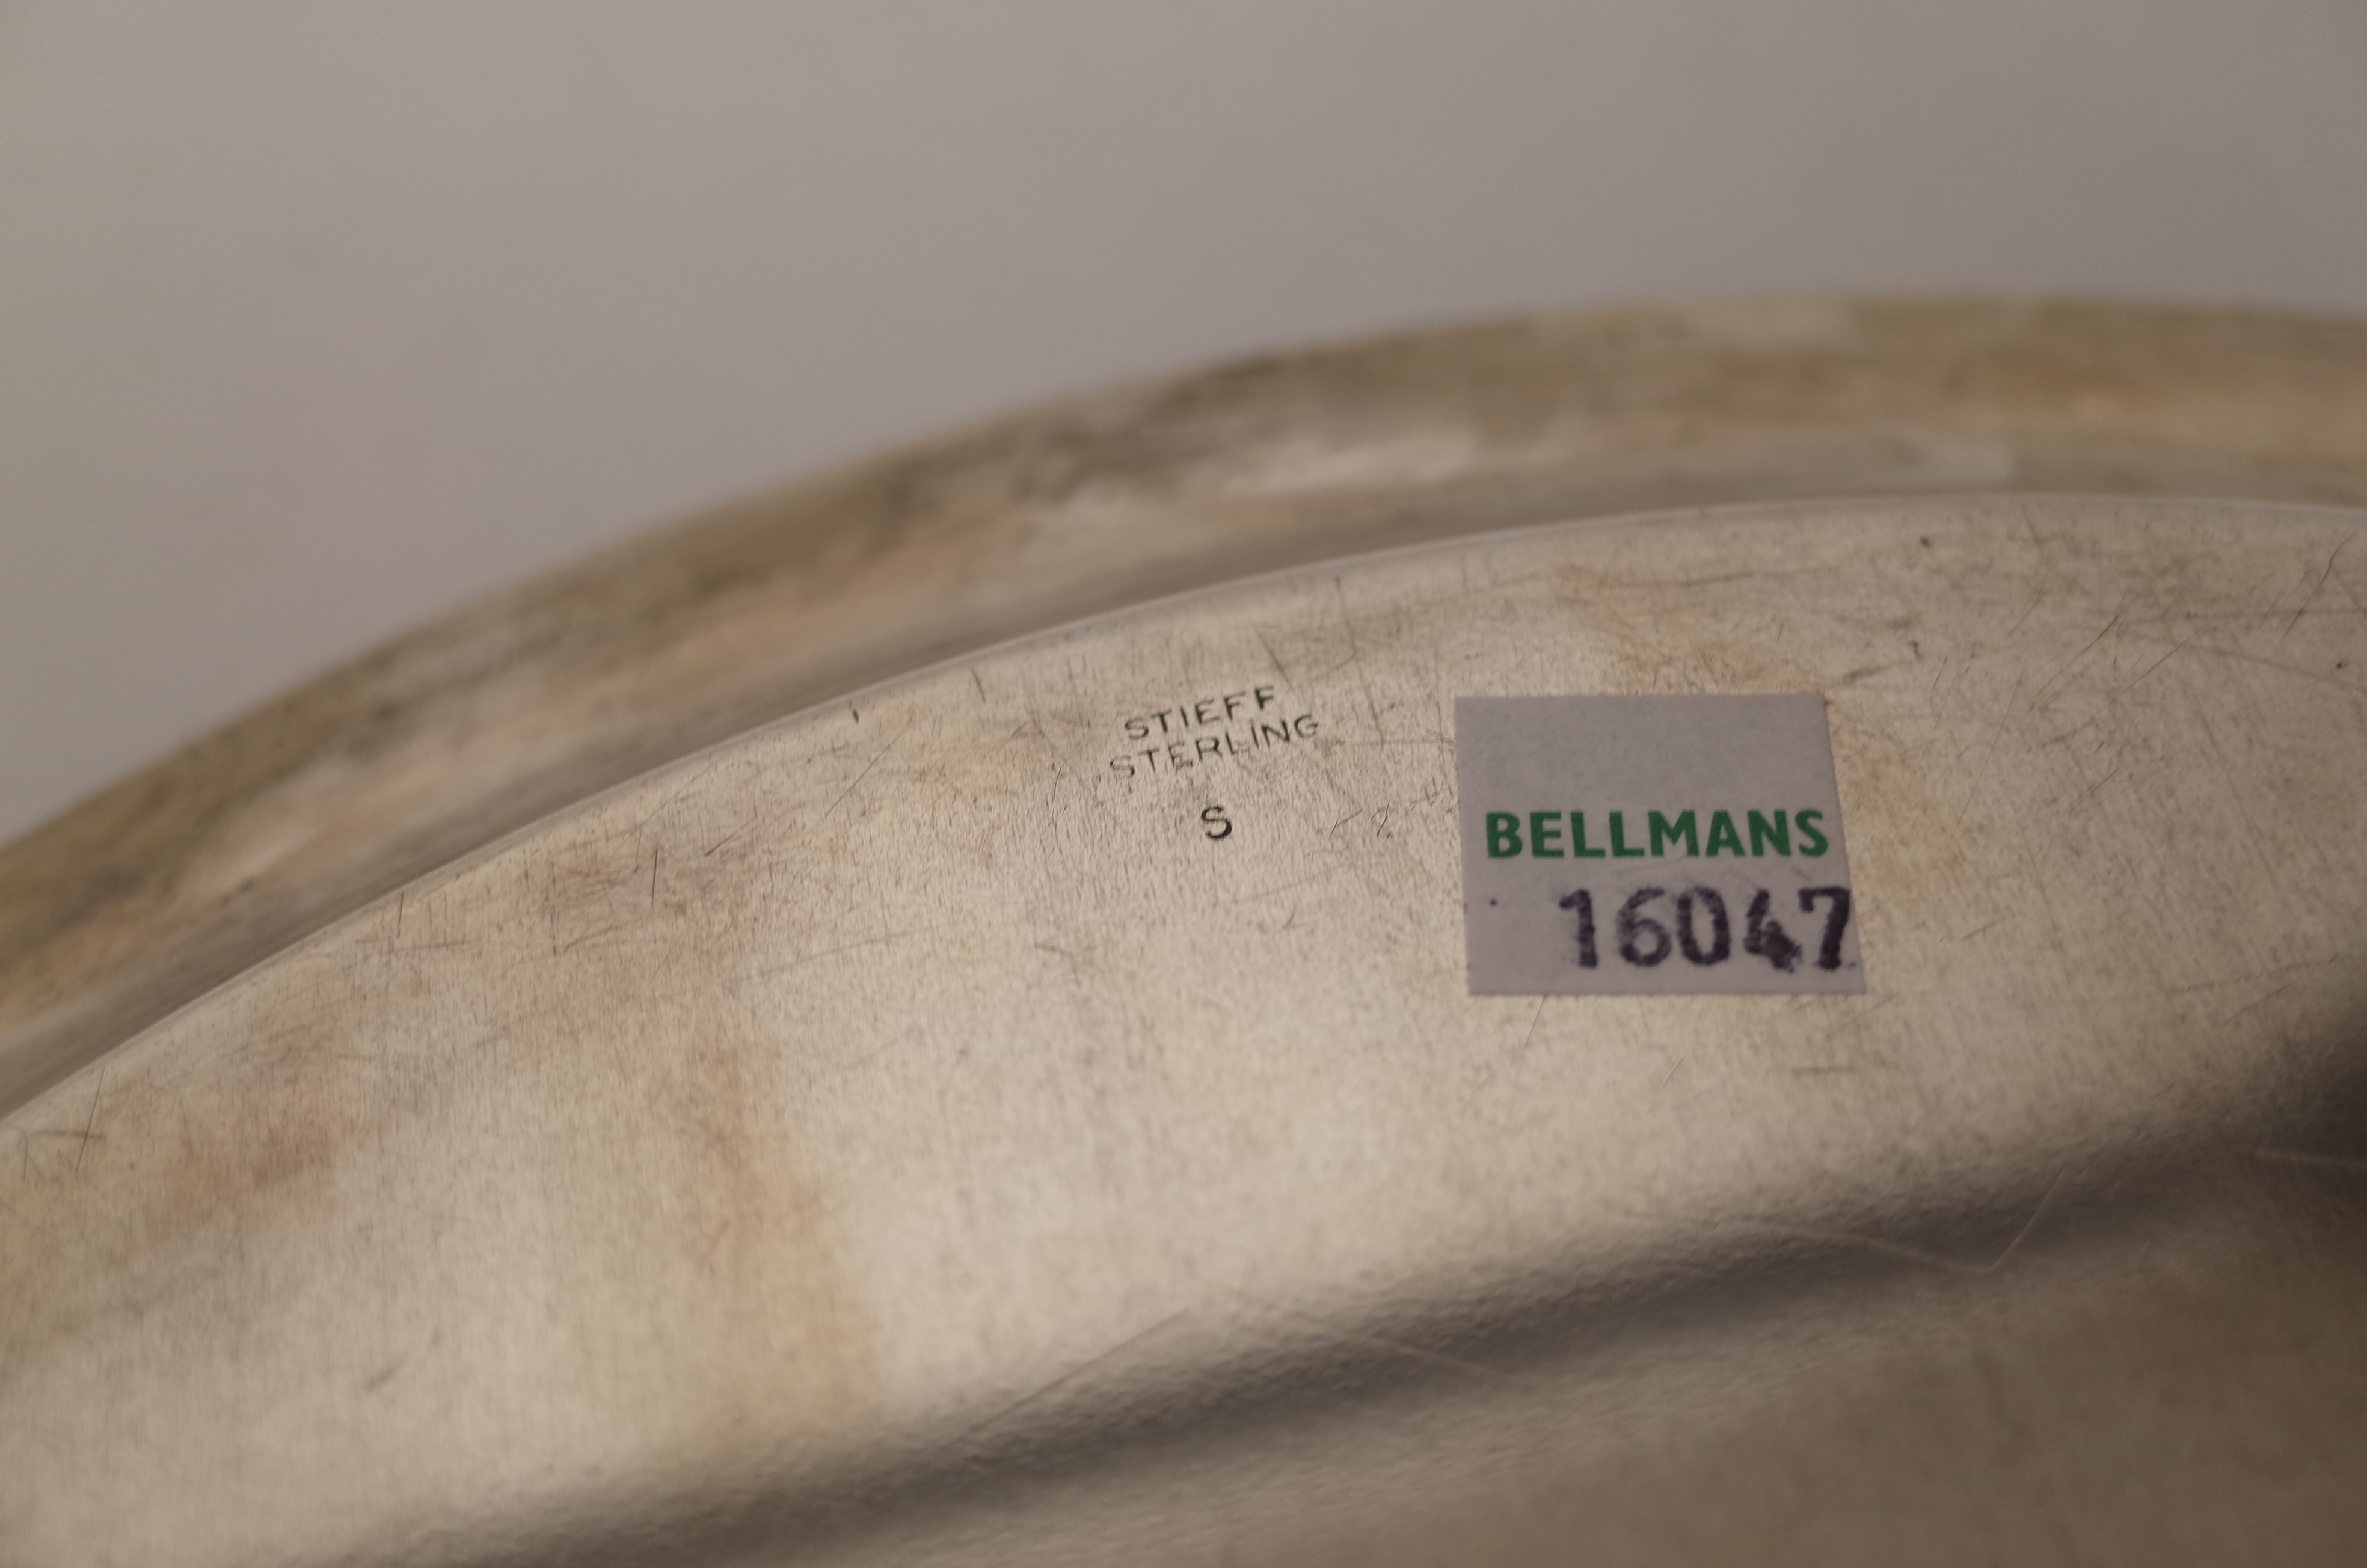 STIEFF
STERLING
S
BELLMANS
16047